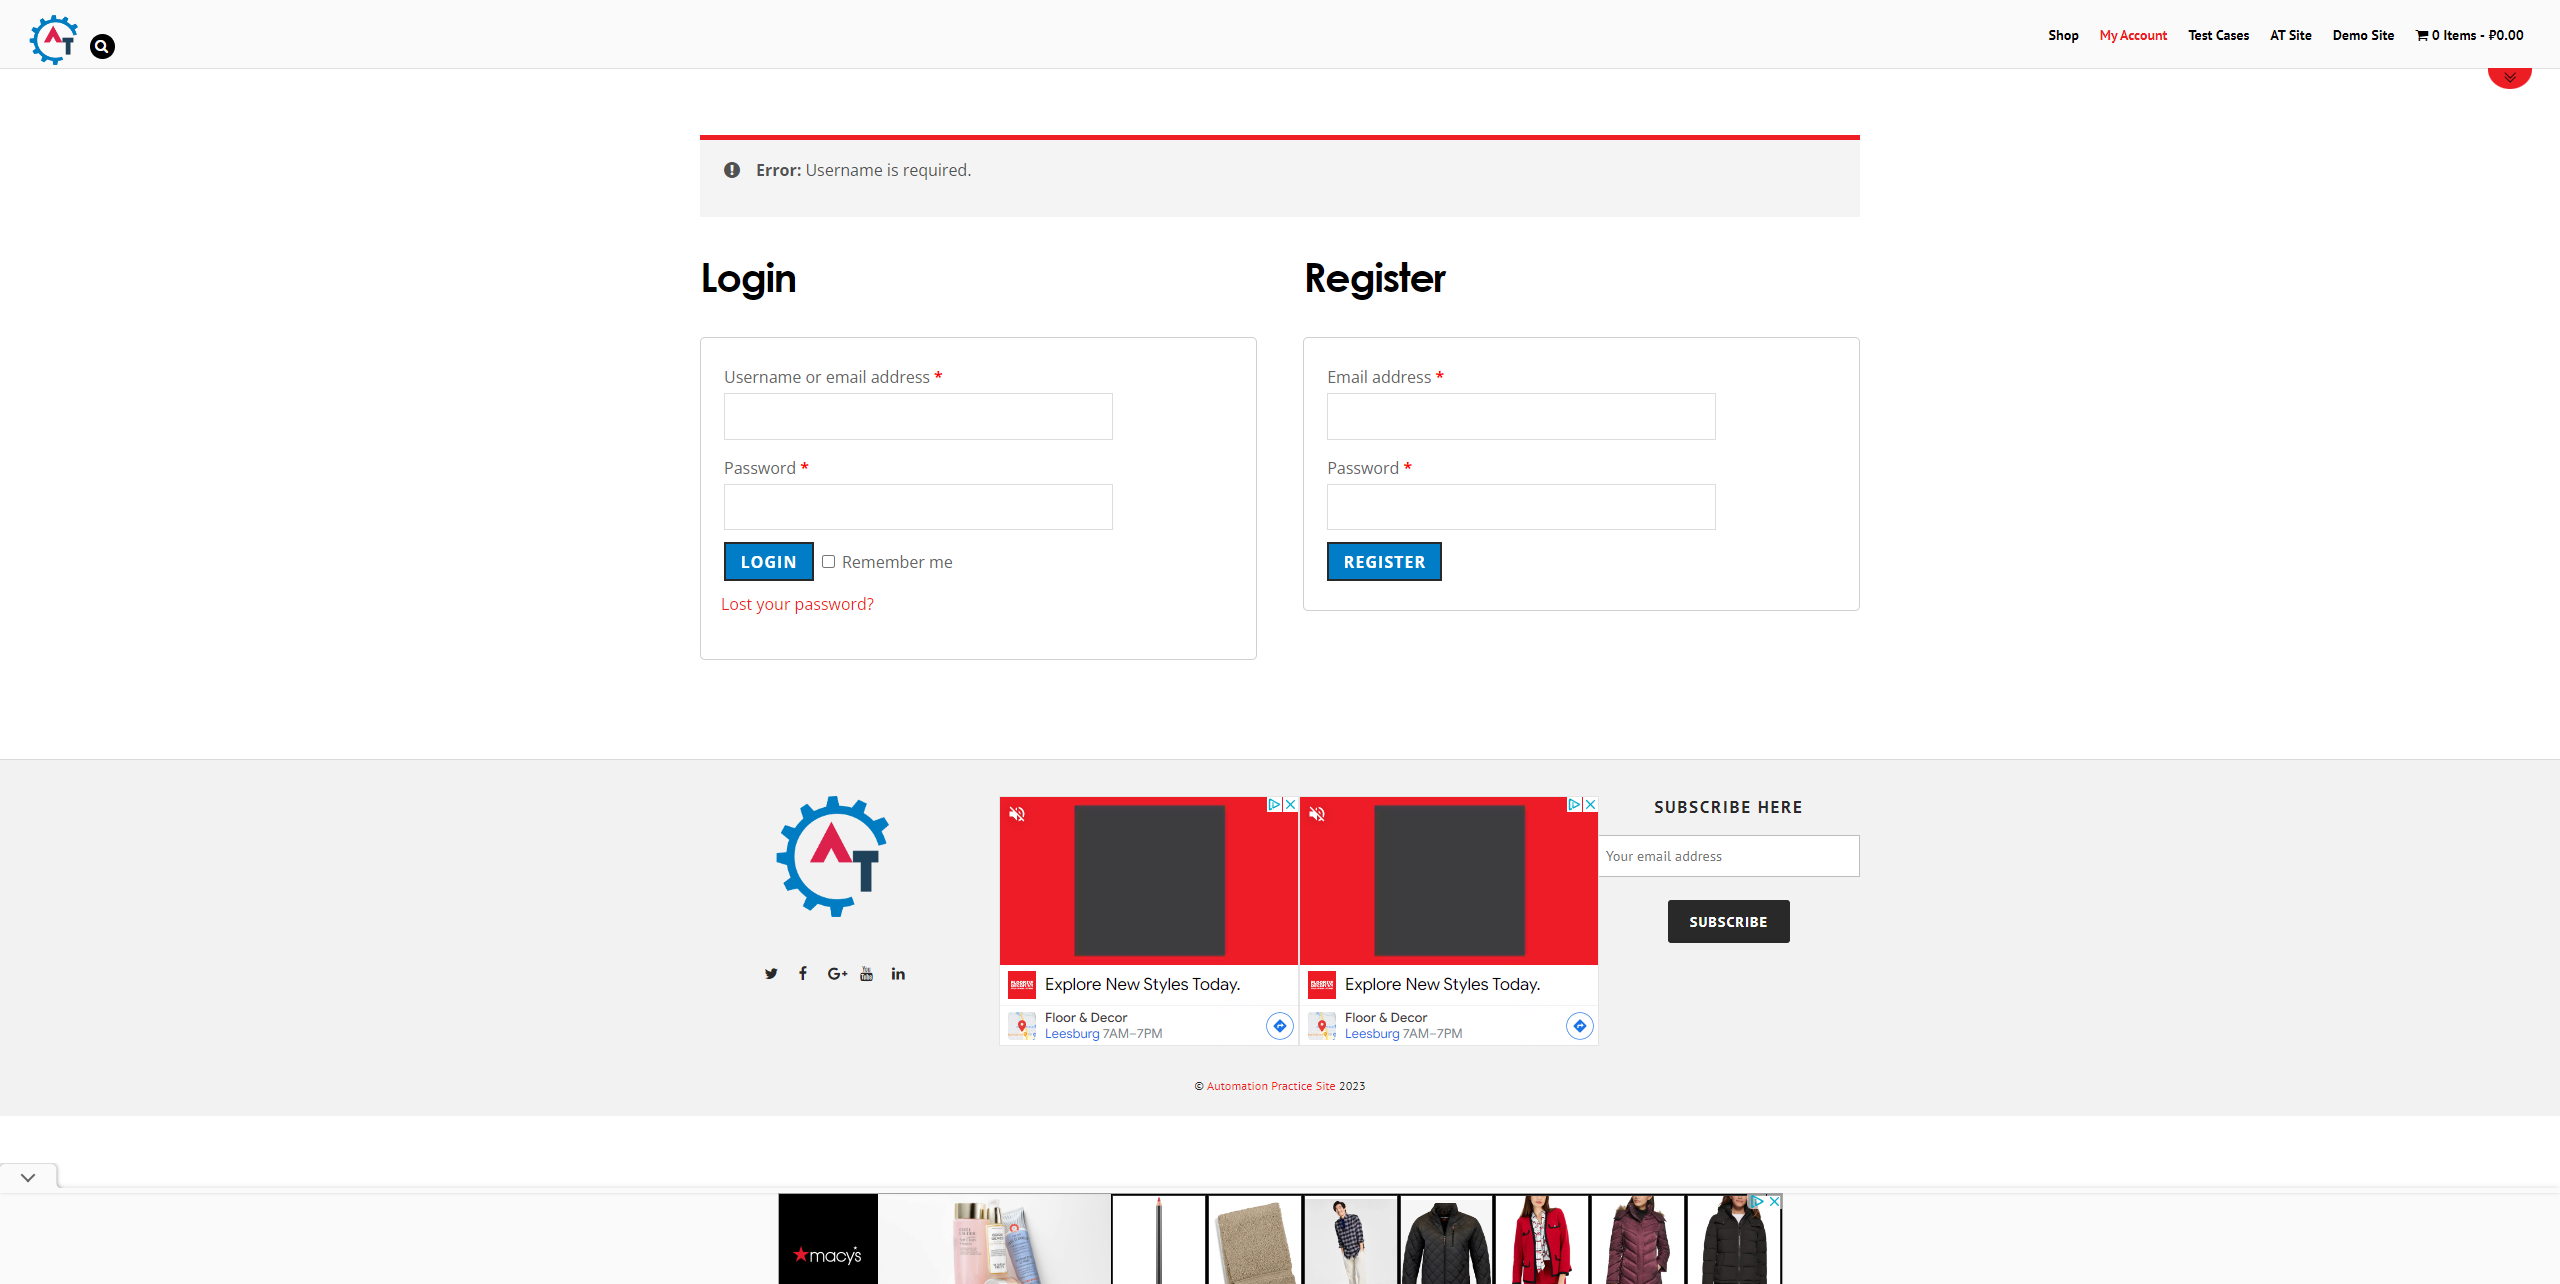 AT
Shop
My Account
Test Cases
AT Site
Demo Site
0 Items - ₽0.00
Error: Username is required.
Login
Register
Username or email address *
Password *
LOGIN
Remember me
Lost your password?
Email address *
Password *
REGISTER
AT
Explore New Styles Today.
Floor & Decor
Leesburg 7AM–7PM
Explore New Styles Today.
Floor & Decor
Leesburg 7AM–7PM
SUBSCRIBE HERE
Your email address
SUBSCRIBE
© Automation Practice Site 2023
macy's